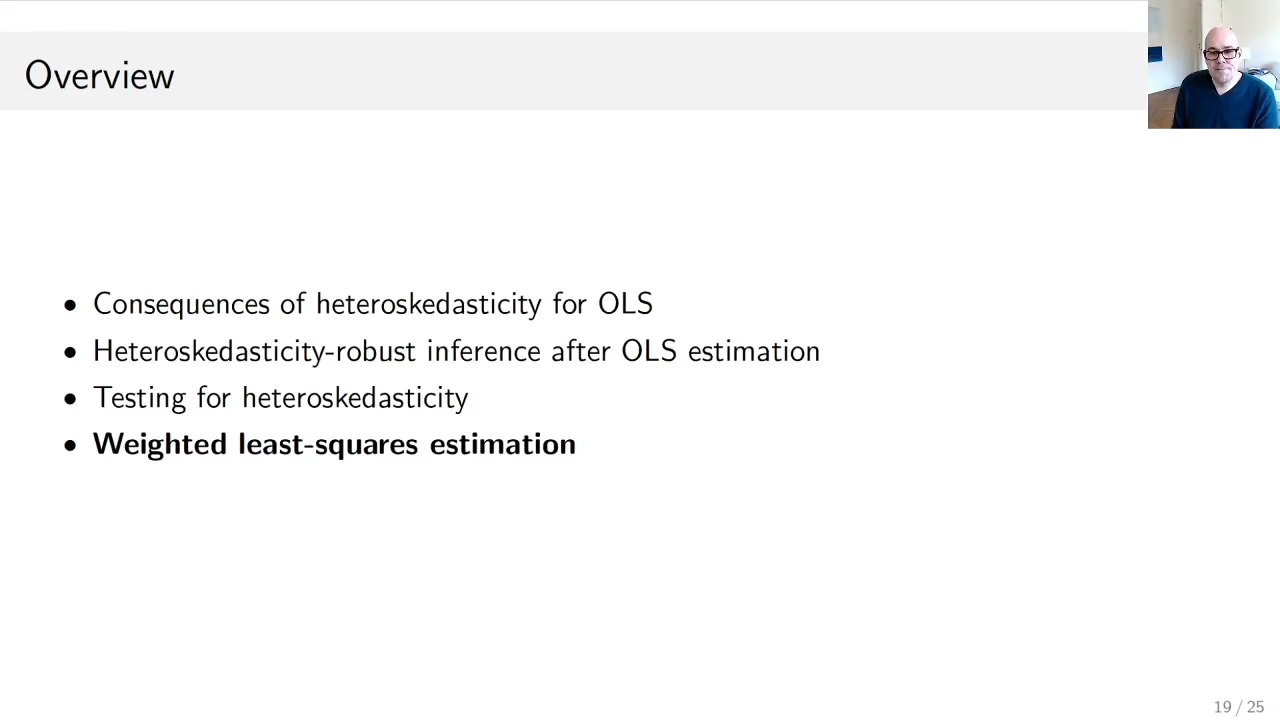 Overview
• Consequences of heteroskedasticity for OLS
• Heteroskedasticity-robust inference after OLS estimation
• Testing for heteroskedasticity
• Weighted least-squares estimation
19 / 25